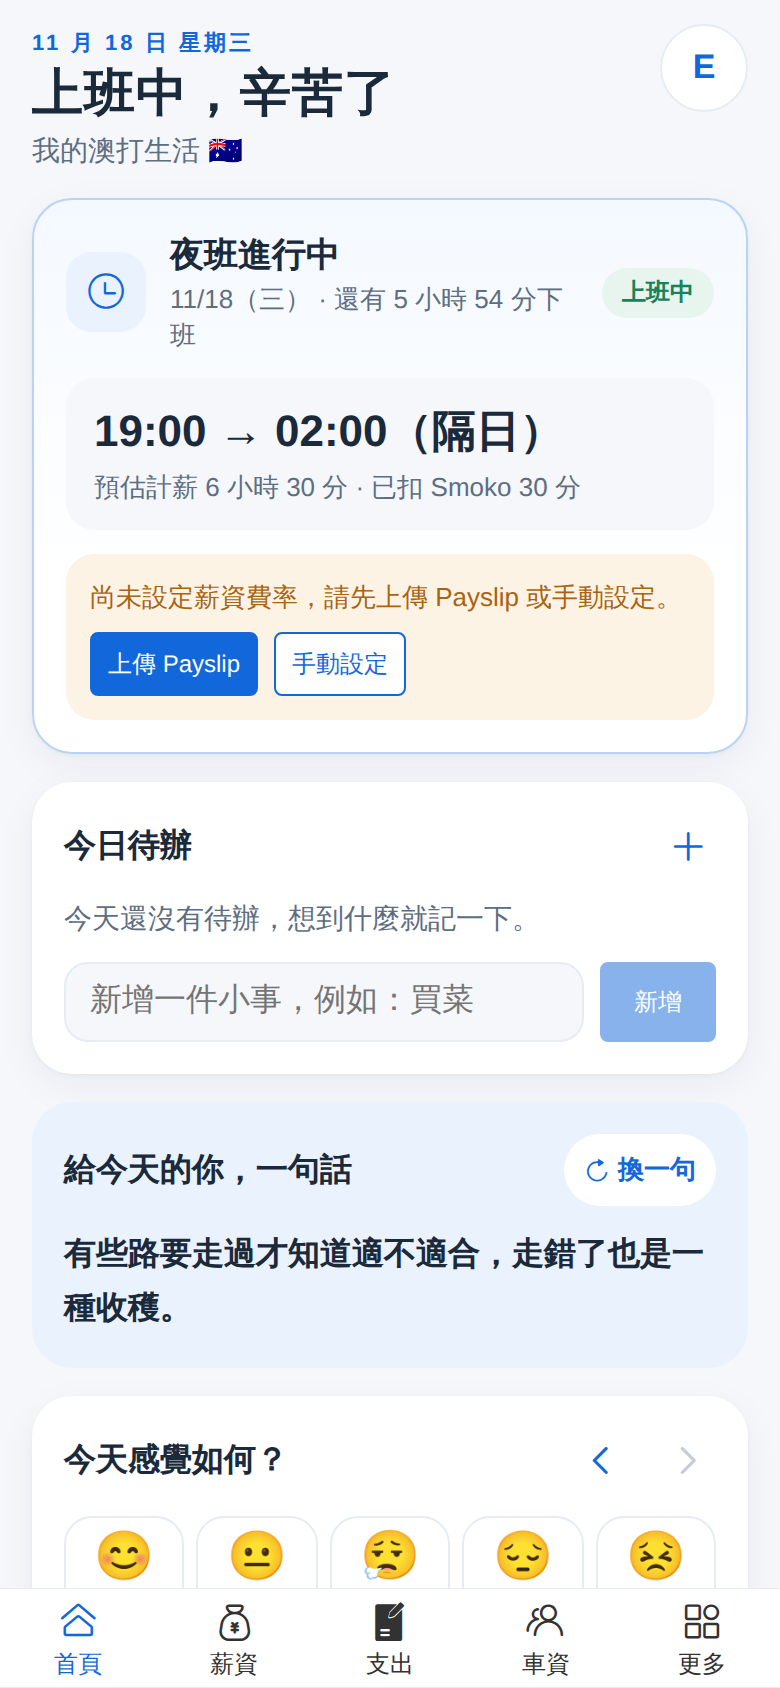 11 月 18 日 星期三
E
上班中，辛苦了
我的澳打生活 🇦🇺
夜班進行中
11/18（三） · 還有 5 小時 54 分下
班
上班中
19:00 → 02:00（隔日）
預估計薪 6 小時 30 分 · 已扣 Smoko 30 分
尚未設定薪資費率，請先上傳 Payslip 或手動設定。
上傳 Payslip
手動設定
今日待辦
今天還沒有待辦，想到什麼就記一下。
新增一件小事，例如：買菜
新增
給今天的你，一句話
換一句
有些路要走過才知道適不適合，走錯了也是一
種收穫。
今天感覺如何？
😊 😐 😮‍💨 😔 😣
首頁
薪資
支出
車資
更多